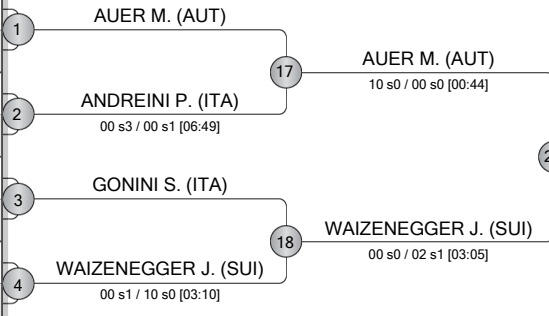 AUER M. (AUT)
1
17
AUER M. (AUT)
10 s0 / 00 s0 [00:44]
ANDREINI P. (ITA)
2
00 s3 / 00 s1 [06:49]
GONINI S. (ITA)
3
18
WAIZENEGGER J. (SUI)
00 s0 / 02 s1 [03:05]
WAIZENEGGER J. (SUI)
4
00 s1 / 10 s0 [03:10]